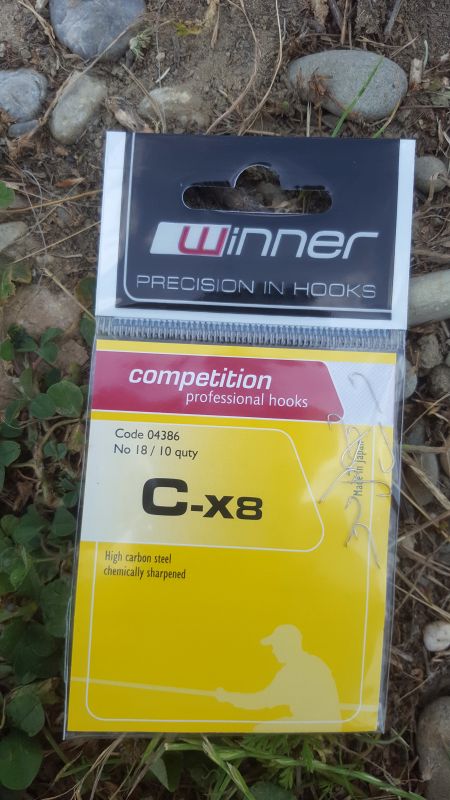 winner
PRECISION IN HOOKS
competition
professional hooks
Code 04386
No 18 / 10 quty
Made in Japan
C-x8
High carbon steel
chemically sharpened